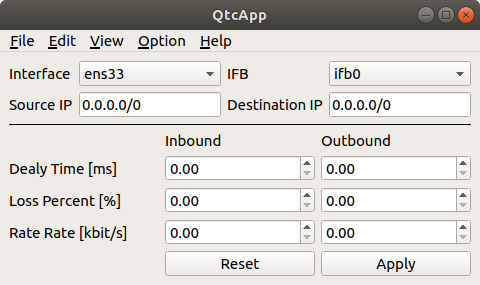 QtcApp
File Edit View Option Help
Interface ens33 IFB ifb0
Source IP 0.0.0.0/0 Destination IP 0.0.0.0/0
Inbound Outbound
Dealy Time [ms] 0.00 0.00
Loss Percent [%] 0.00 0.00
Rate Rate [kbit/s] 0.00 0.00
Reset Apply